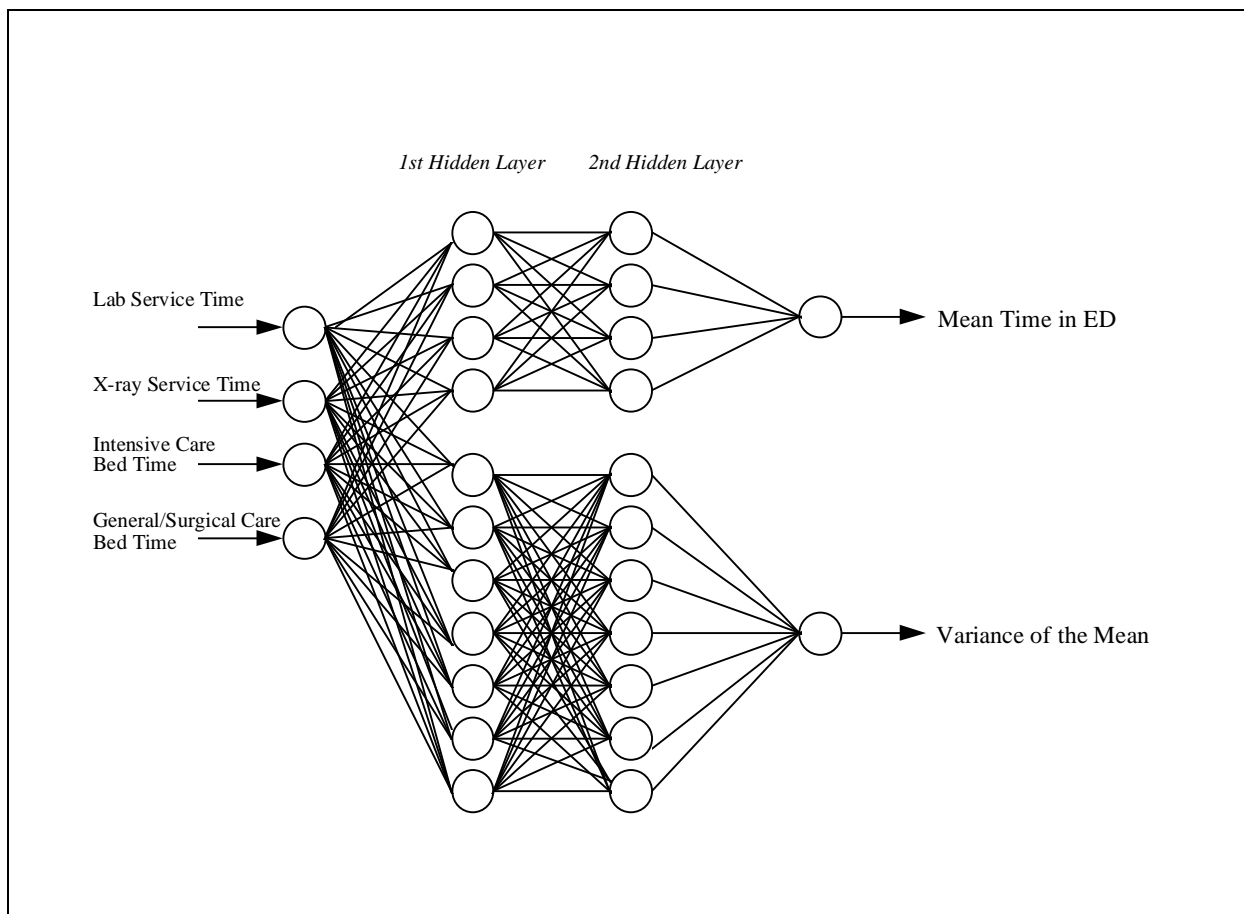 1st Hidden Layer
2nd Hidden Layer
Lab Service Time
X-ray Service Time
Intensive Care
Bed Time
General/Surgical Care
Bed Time
Mean Time in ED
Variance of the Mean